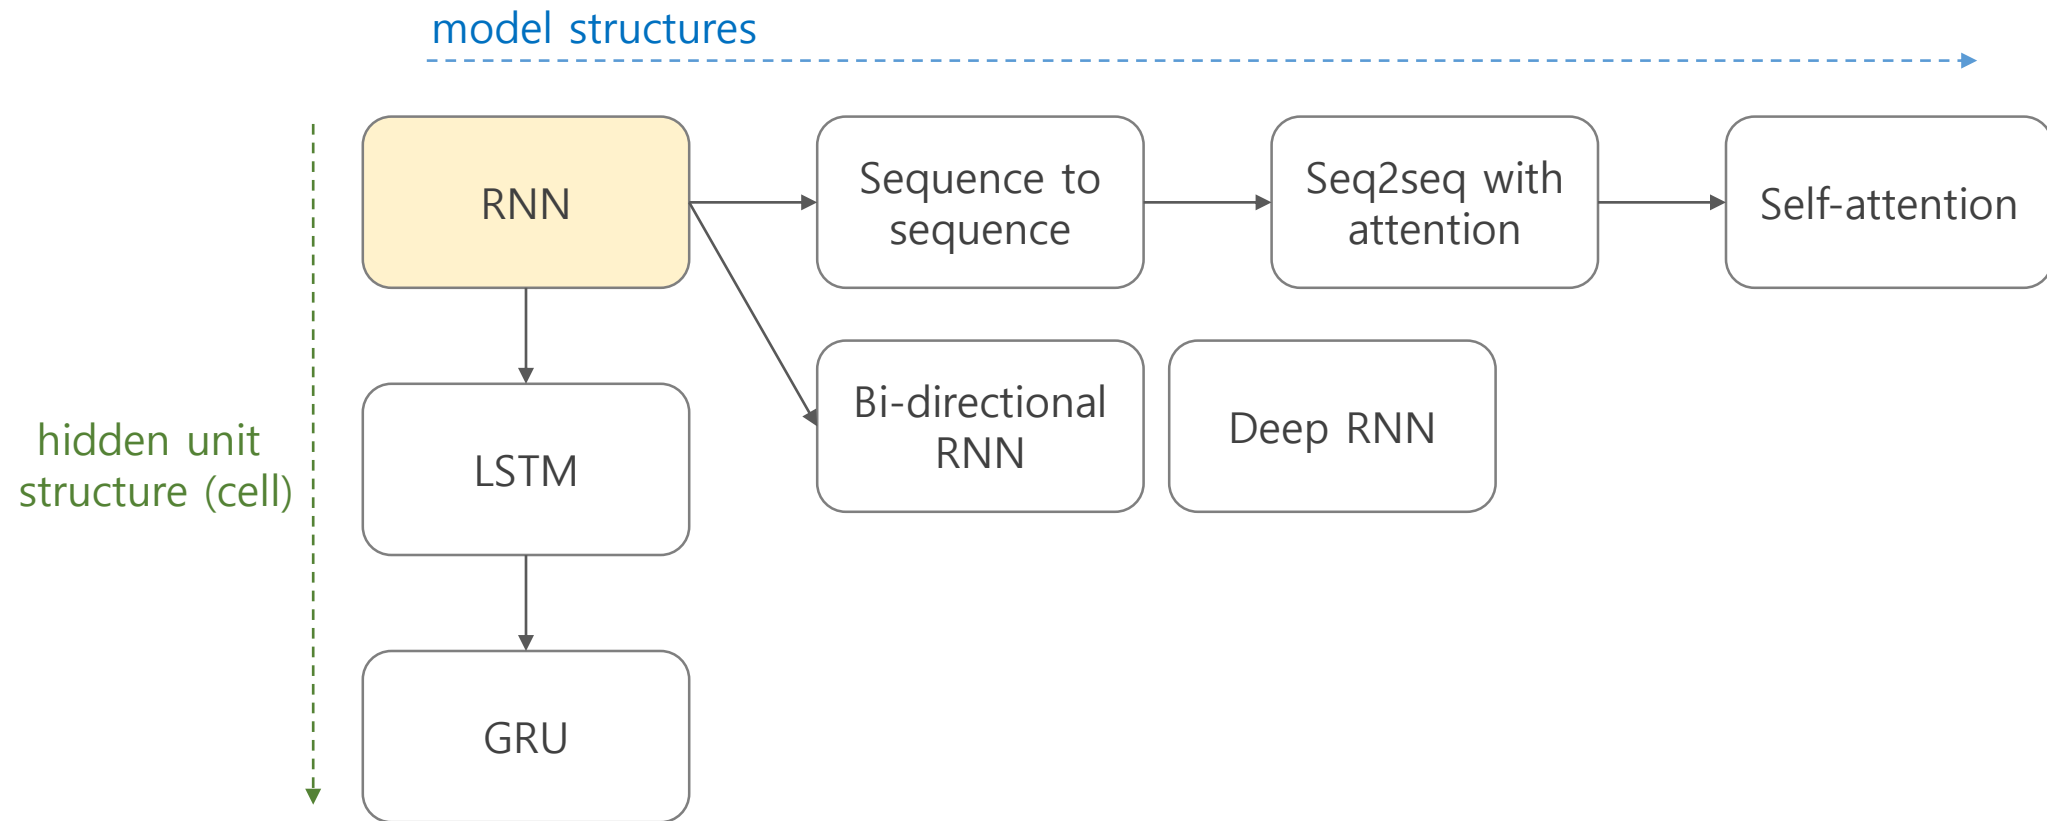 model structures
RNN
Sequence to
sequence
Seq2seq with
attention
Self-attention
Bi-directional
RNN
Deep RNN
hidden unit
structure (cell)
LSTM
GRU